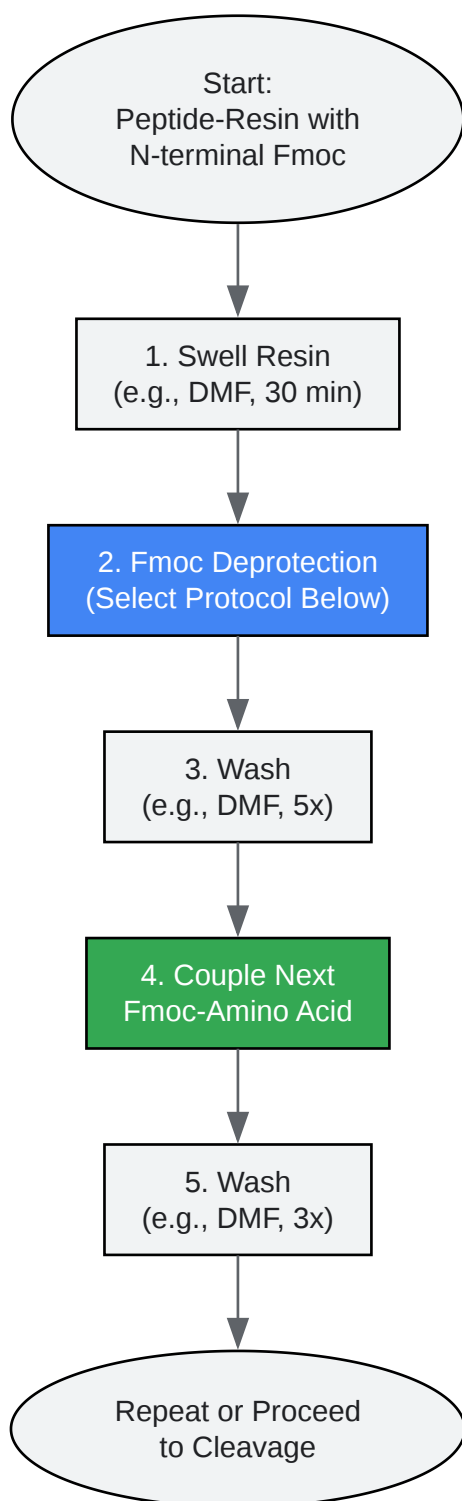 Start:
Peptide-Resin with
N-terminal Fmoc
1. Swell Resin
(e.g., DMF, 30 min)
2. Fmoc Deprotection
(Select Protocol Below)
3. Wash
(e.g., DMF, 5x)
4. Couple Next
Fmoc-Amino Acid
5. Wash
(e.g., DMF, 3x)
Repeat or Proceed
to Cleavage